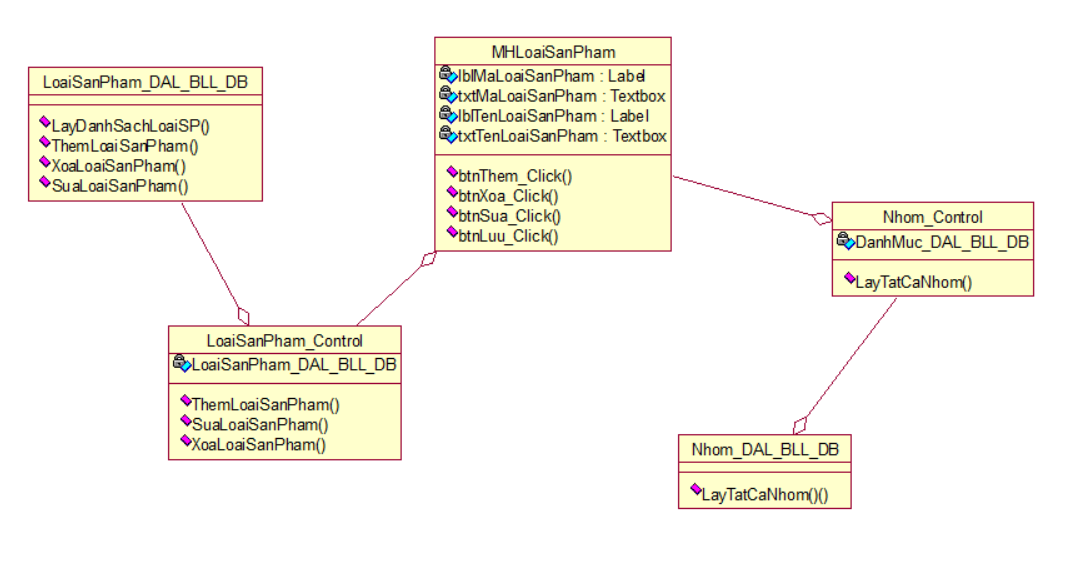 MHLoaiSanPham
lblMaLoaiSanPham : Label
txtMaLoaiSanPham : Textbox
lblTenLoaiSanPham : Label
txtTenLoaiSanPham : Textbox
btnThem_Click()
btnXoa_Click()
btnSua_Click()
btnLuu_Click()
LoaiSanPham_DAL_BLL_DB
LayDanhSachLoaiSP()
ThemLoaiSanPham()
XoaLoaiSanPham()
SuaLoaiSanPham()
Nhom_Control
DanhMuc_DAL_BLL_DB
LayTatCaNhom()
LoaiSanPham_Control
LoaiSanPham_DAL_BLL_DB
ThemLoaiSanPham()
SuaLoaiSanPham()
XoaLoaiSanPham()
Nhom_DAL_BLL_DB
LayTatCaNhom()()